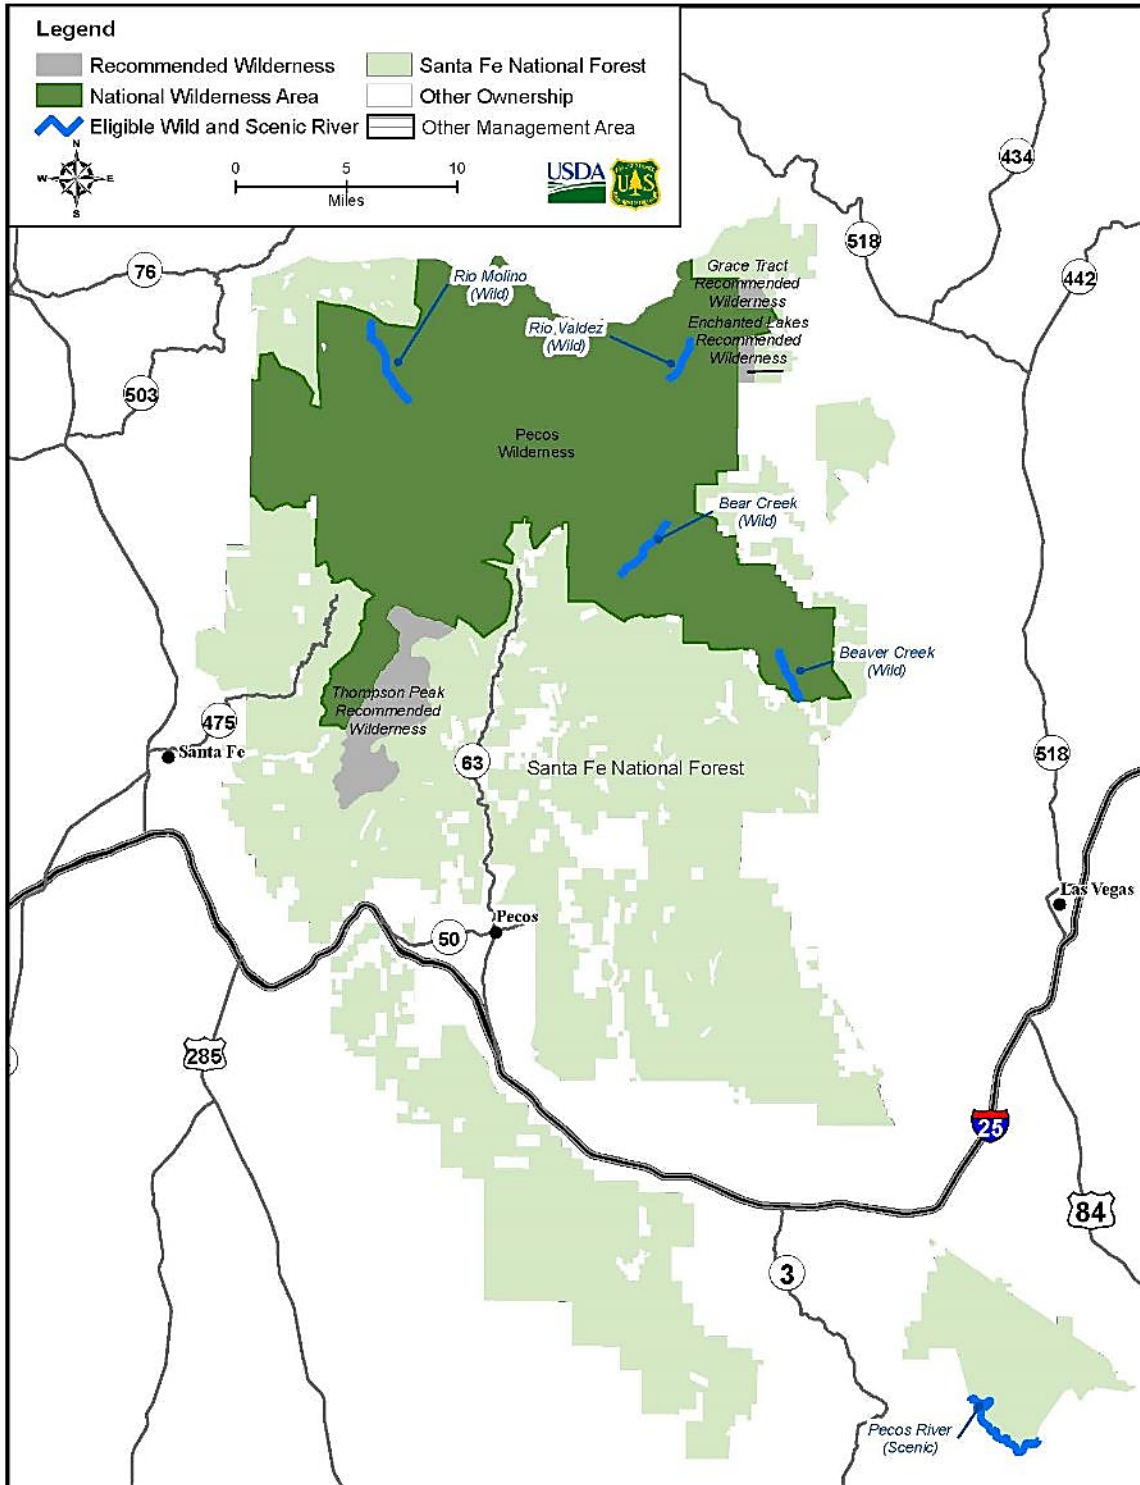 Legend
Recommended Wilderness
National Wilderness Area
Eligible Wild and Scenic River
Santa Fe National Forest
Other Ownership
Other Management Area
N
W E
S
0 5 10
Miles
USDA
U S
434
518
76
442
503
Rio Molino
(Wild)
Rio Valdez
(Wild)
Grace Tract
Recommended
Wilderness
Enchanted Lakes
Recommended
Wilderness
Pecos
Wilderness
Bear Creek
(Wild)
Beaver Creek
(Wild)
Thompson Peak
Recommended
Wilderness
475
Santa Fe
63
Santa Fe National Forest
518
Las Vegas
Pecos
50
285
25
84
3
Pecos River
(Scenic)